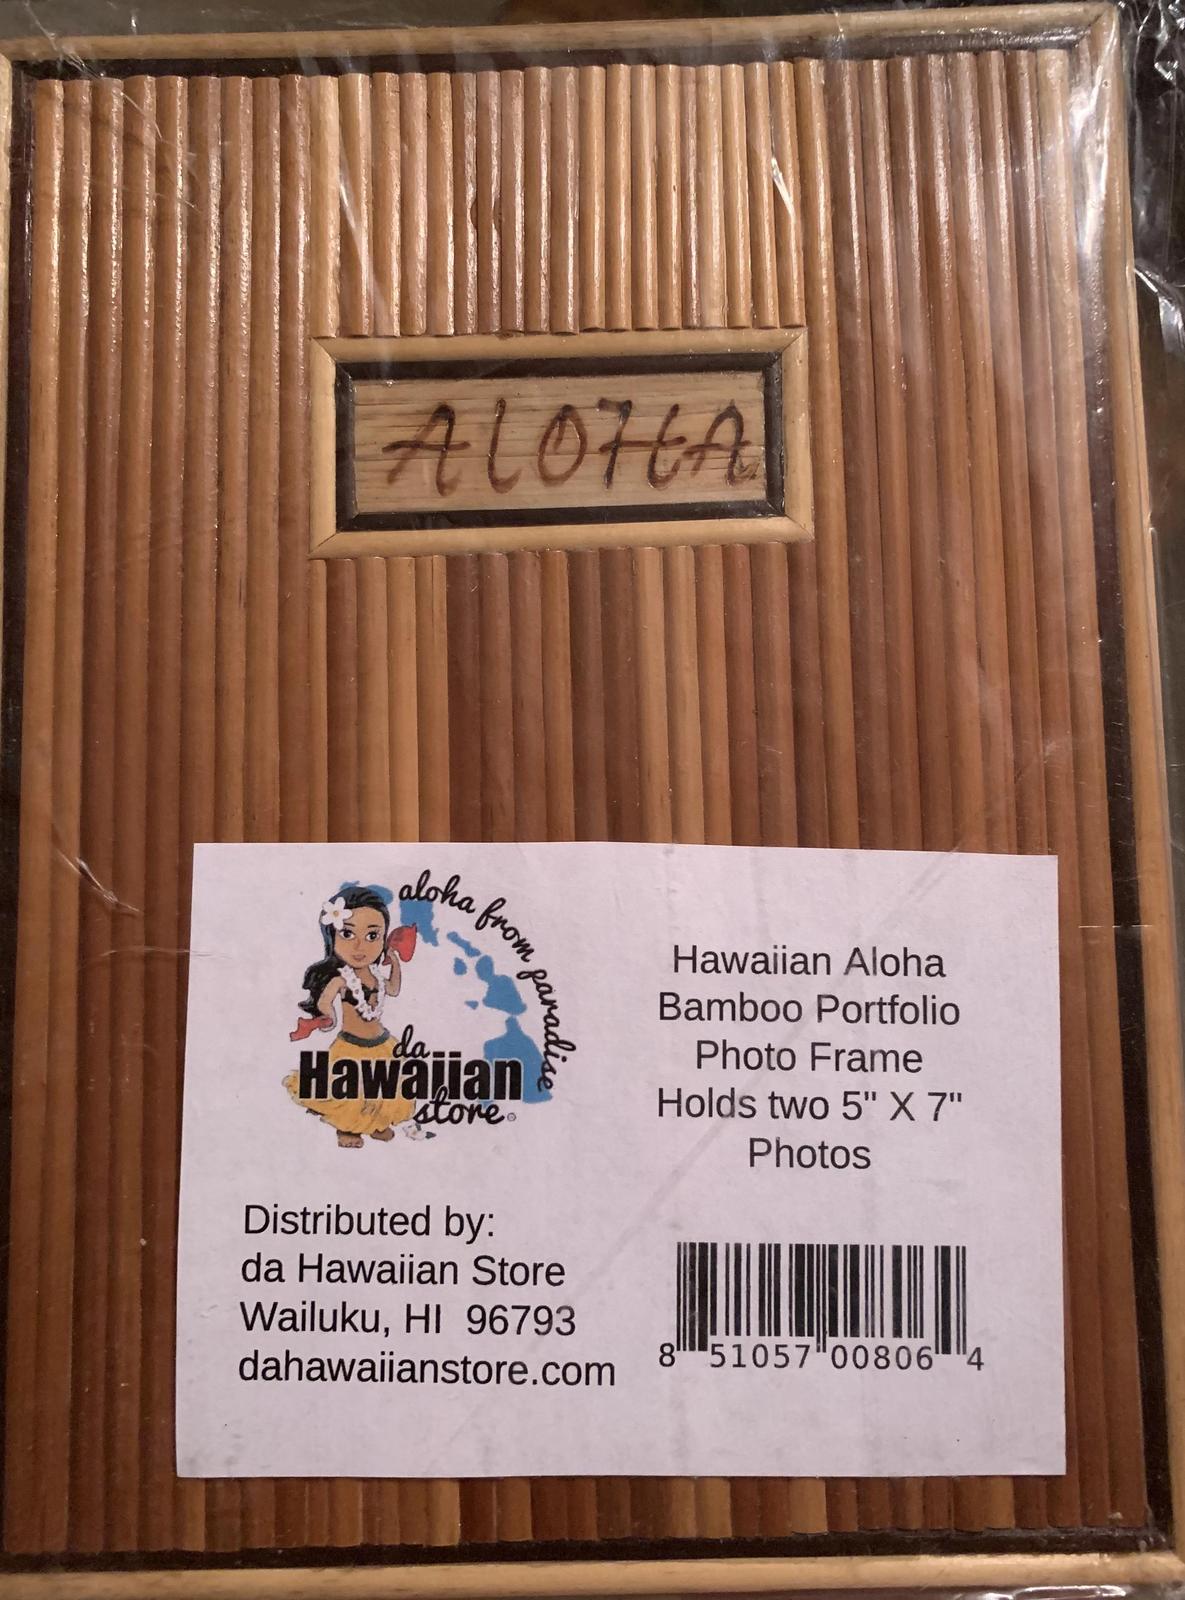 ALOHA
aloha from paradise
da
Hawaiian
store
Hawaiian Aloha
Bamboo Portfolio
Photo Frame
Holds two 5" X 7"
Photos
Distributed by:
da Hawaiian Store
Wailuku, HI 96793
dahawaiianstore.com
8 51057 00806 4